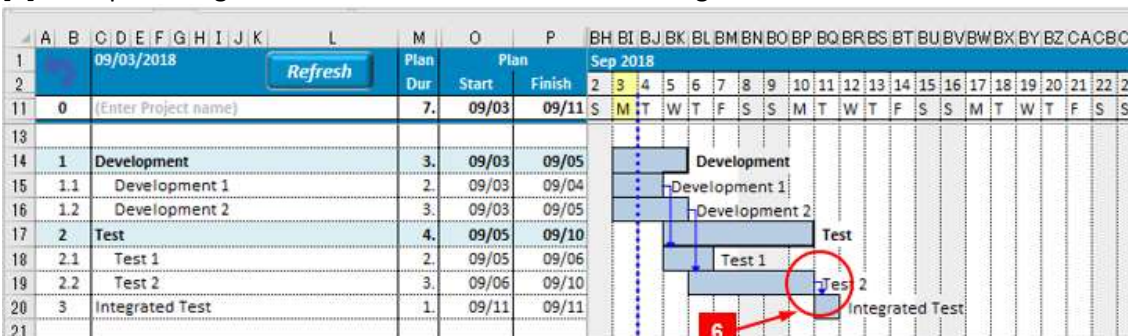 A B C D E F G H I J K L M O P BH BI BJ BK BL BM BN BO BP BQ BR BS BT BU BV BW BX BY BZ CA CB C
1 09/03/2018 Refresh Plan Plan Sep 2018
2 Dur Start Finish 2 3 4 5 6 7 8 9 10 11 12 13 14 15 16 17 18 19 20 21 22 2
11 0 (Enter Project name) 7. 09/03 09/11 S M T W T F S S M T W T F S S M T W T F S S
13
14 1 Development 3. 09/03 09/05 Development
15 1.1 Development 1 2. 09/03 09/04 Development 1
16 1.2 Development 2 3. 09/03 09/05 Development 2
17 2 Test 4. 09/05 09/10 Test
18 2.1 Test 1 2. 09/05 09/06 Test 1
19 2.2 Test 2 3. 09/06 09/10 Test 2
20 3 Integrated Test 1. 09/11 09/11 Integrated Test
21 6